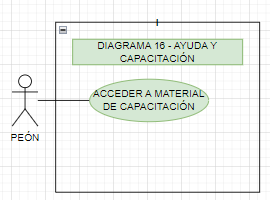 DIAGRAMA 16 - AYUDA Y
CAPACITACIÓN
ACCEDER A MATERIAL
DE CAPACITACIÓN
PEÓN